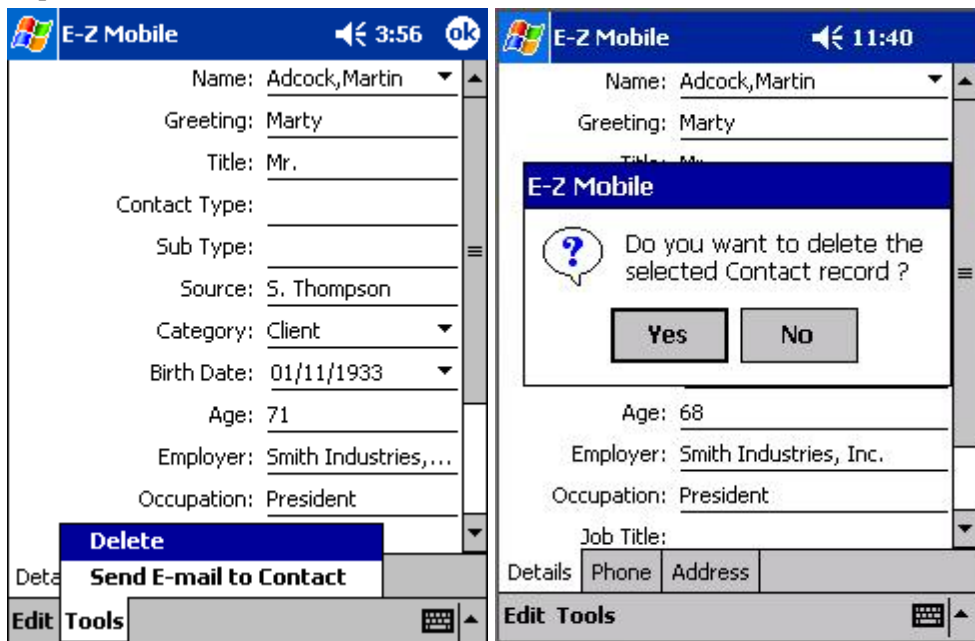 E-Z Mobile 3:56 ok
Name: Adcock,Martin
Greeting: Marty
Title: Mr.
Contact Type:
Sub Type:
Source: S. Thompson
Category: Client
Birth Date: 01/11/1933
Age: 71
Employer: Smith Industries,...
Occupation: President
Delete
Deta Send E-mail to Contact
Edit Tools
E-Z Mobile 11:40
Name: Adcock,Martin
Greeting: Marty
Title: Mr.
E-Z Mobile
Do you want to delete the
selected Contact record ?
Yes No
Age: 68
Employer: Smith Industries, Inc.
Occupation: President
Job Title:
Details Phone Address
Edit Tools